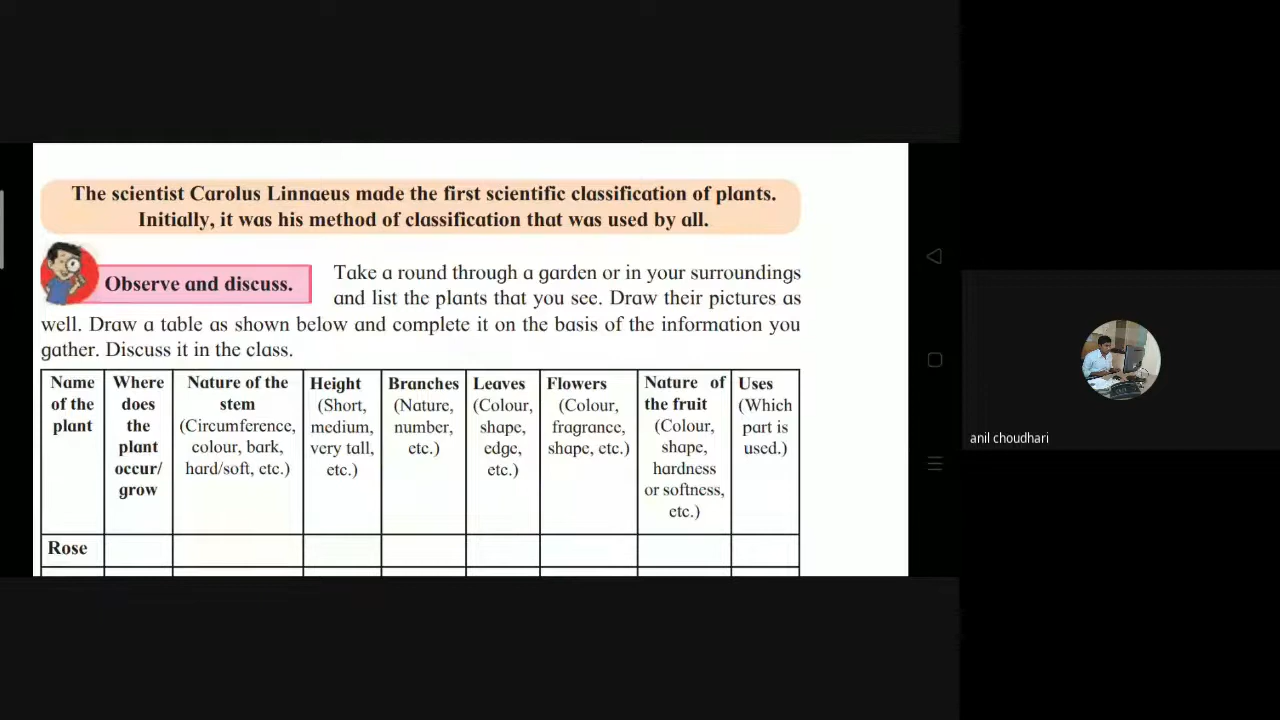 The scientist Carolus Linnaeus made the first scientific classification of plants.
Initially, it was his method of classification that was used by all.
Observe and discuss.
Take a round through a garden or in your surroundings
and list the plants that you see. Draw their pictures as
well. Draw a table as shown below and complete it on the basis of the information you
gather. Discuss it in the class.
Name
of the
plant
Where
does
the
plant
occur/
grow
Nature of the
stem
(Circumference,
colour, bark,
hard/soft, etc.)
Height
(Short,
medium,
very tall,
etc.)
Branches
(Nature,
number,
etc.)
Leaves
(Colour,
shape,
edge,
etc.)
Flowers
(Colour,
fragrance,
shape, etc.)
Nature of
the fruit
(Colour,
shape,
hardness
or softness,
etc.)
Uses
(Which
part is
used.)
Rose
anil choudhari